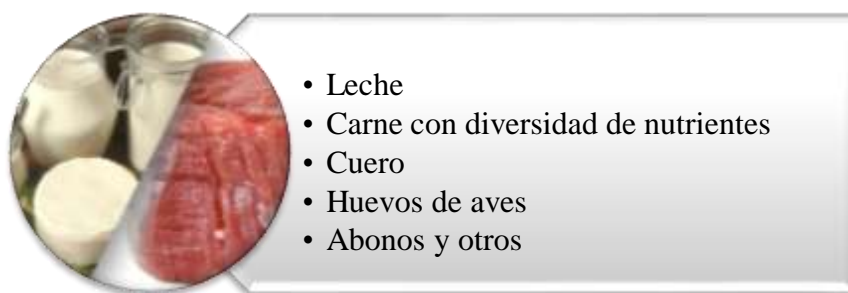 • Leche
• Carne con diversidad de nutrientes
• Cuero
• Huevos de aves
• Abonos y otros